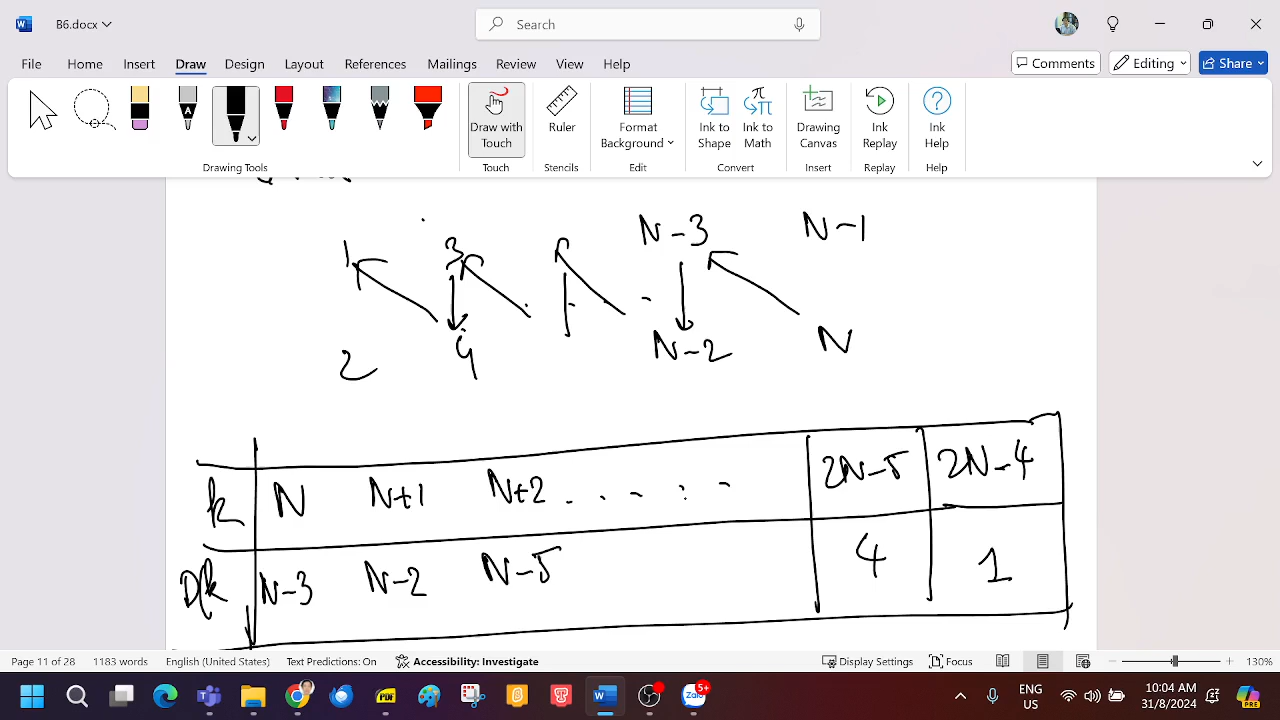 B6.docx
Search
File Home Insert Draw Design Layout References Mailings Review View Help
Comments Editing Share
Draw with Touch
Ruler
Format Background
Ink to Shape
Ink to Math
Drawing Canvas
Ink Replay
Ink Help
Drawing Tools Touch Stencils Edit Convert Insert Replay Help
1 3 N-3 N-1
2 4 N-2 N
k N N+1 N+2 ...... 2N-5 2N-4
D/k N-3 N-2 N-5 4 1
Page 11 of 28 1183 words English (United States) Text Predictions: On Accessibility: Investigate Display Settings Focus 130%
5+
ENG
US
10:04 AM
31/8/2024